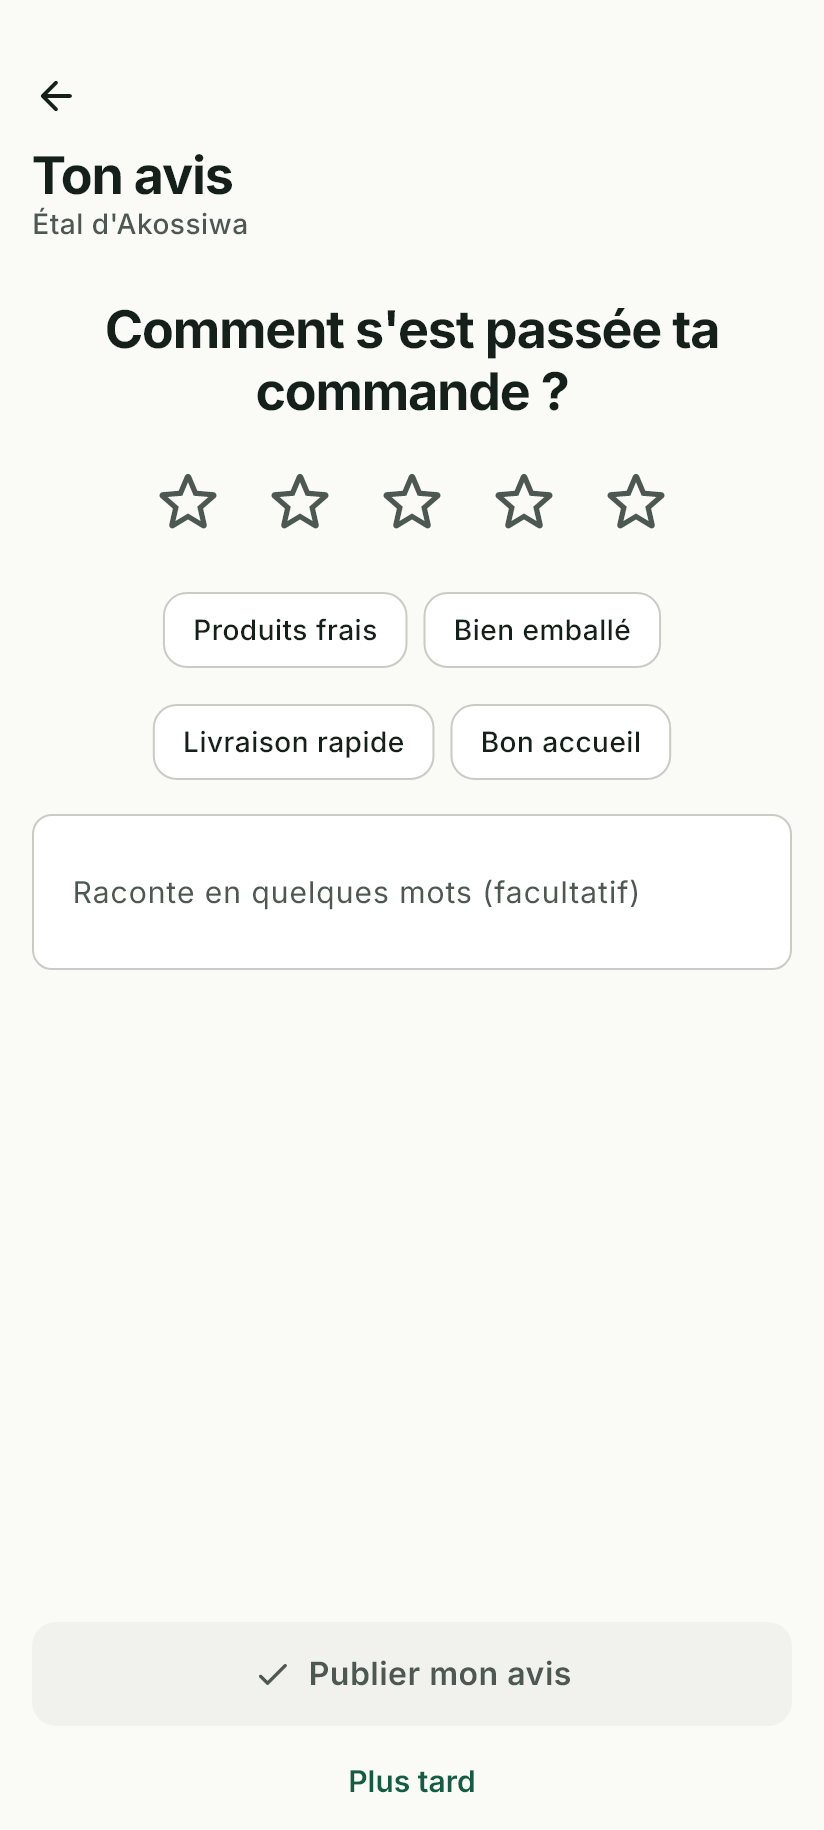 Ton avis
Étal d'Akossiwa
Comment s'est passée ta
commande ?
Produits frais
Bien emballé
Livraison rapide
Bon accueil
Raconte en quelques mots (facultatif)
Publier mon avis
Plus tard